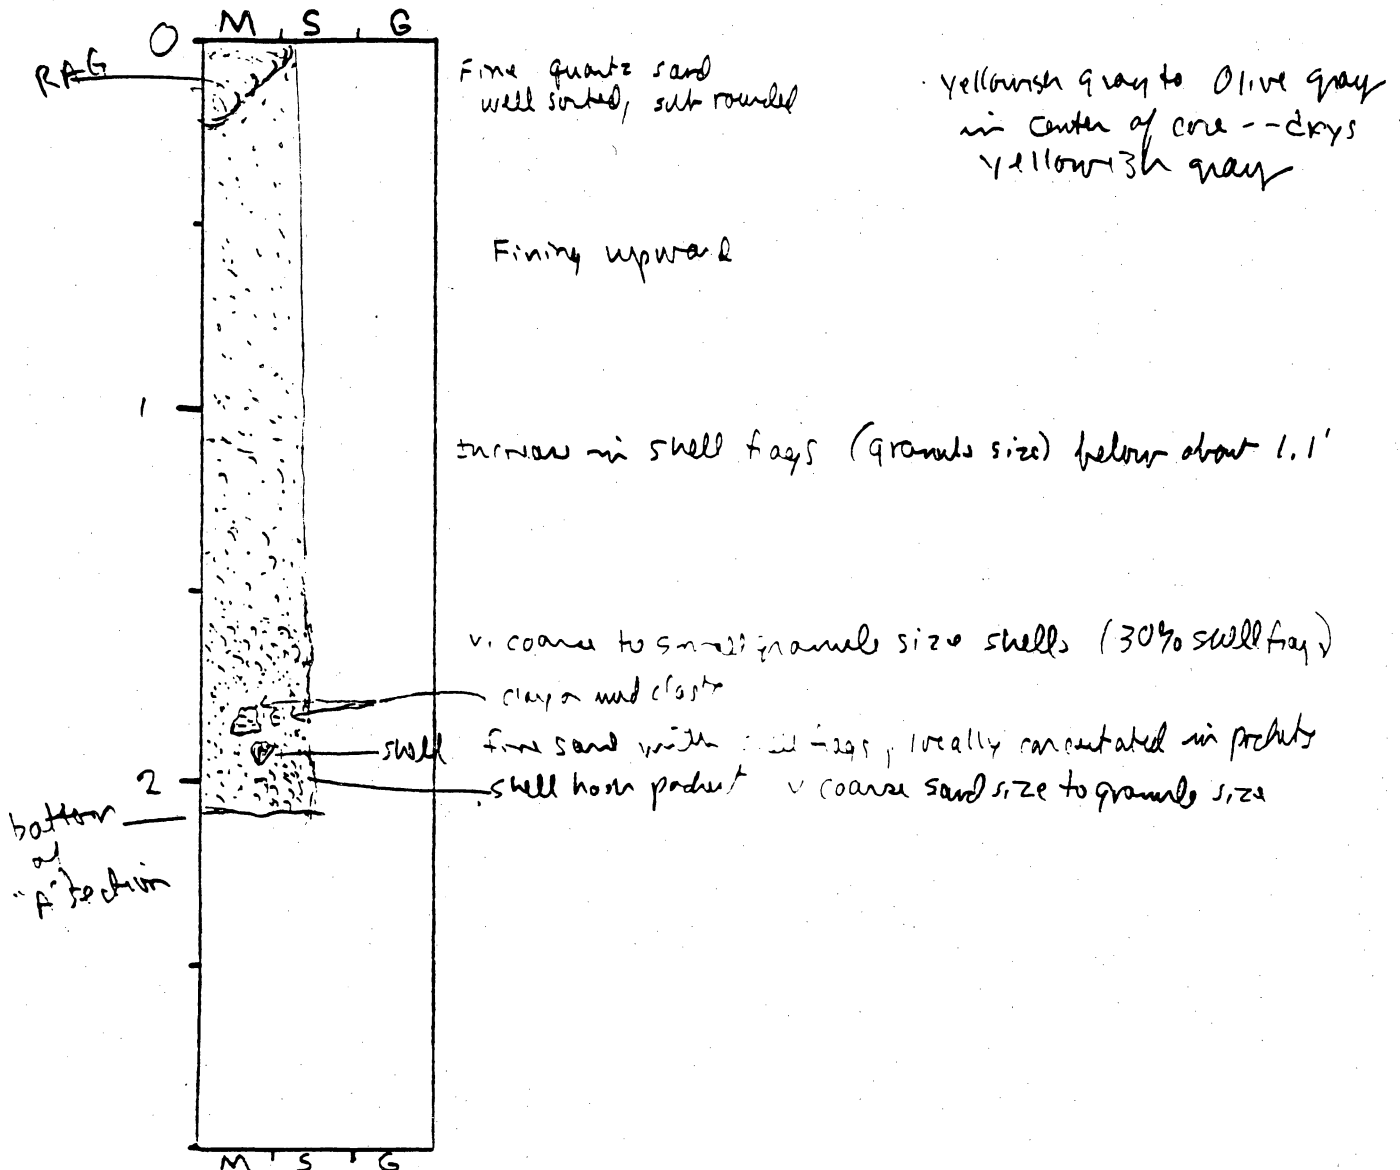 M S G
0
RAG
Fine quartz sand
well sorted, sub rounded
yellowish gray to Olive gray
in center of core -- drys
yellowish gray
Fining upward
1
Increase in shell frags (granule size) below about 1.1'
v. coarse to small granule size shells (30% shell frags)
clay or mud clasts
shell
fine sand with frags, locally concentrated in pockets
2
shell hash pocket v coarse sand size to granule size
bottom
of
"A" section
M S G